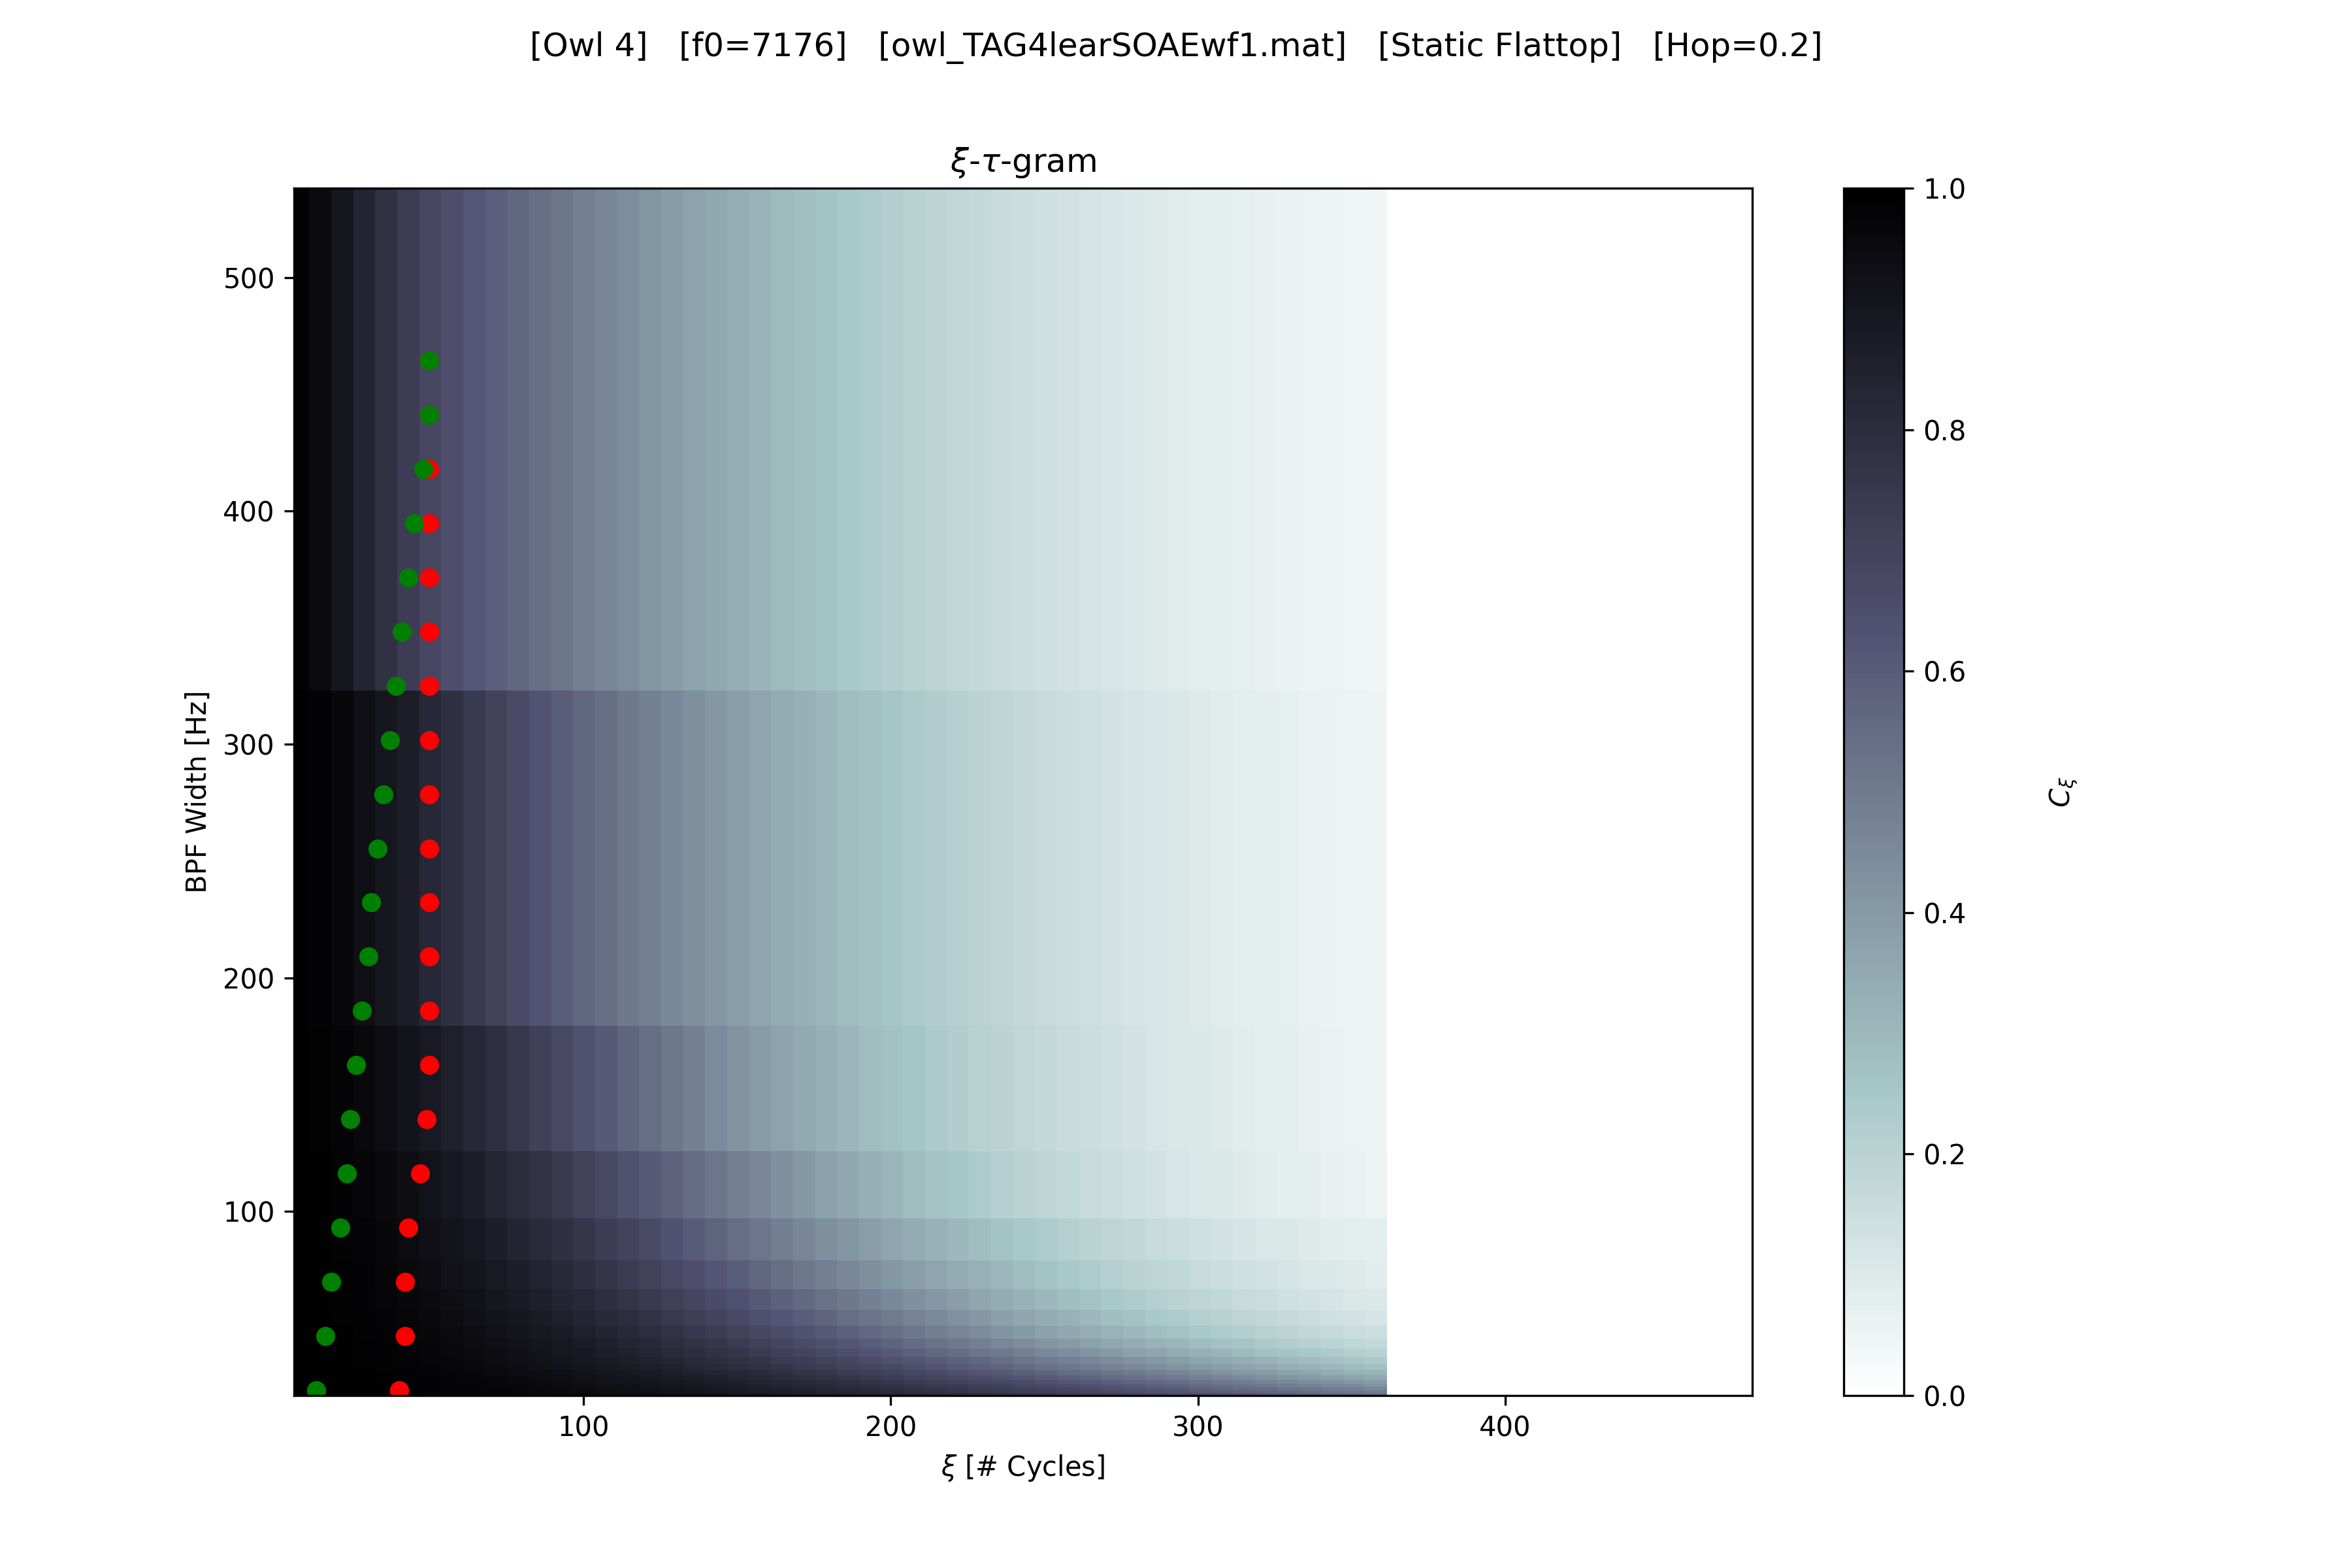 [Owl 4]   [f0=7176]   [owl_TAG4learSOAEwf1.mat]   [Static Flattop]   [Hop=0.2]
ξ-τ-gram
BPF Width [Hz]
500
400
300
200
100
100 200 300 400
ξ [# Cycles]
1.0
0.8
0.6
0.4
0.2
0.0
C_ξ